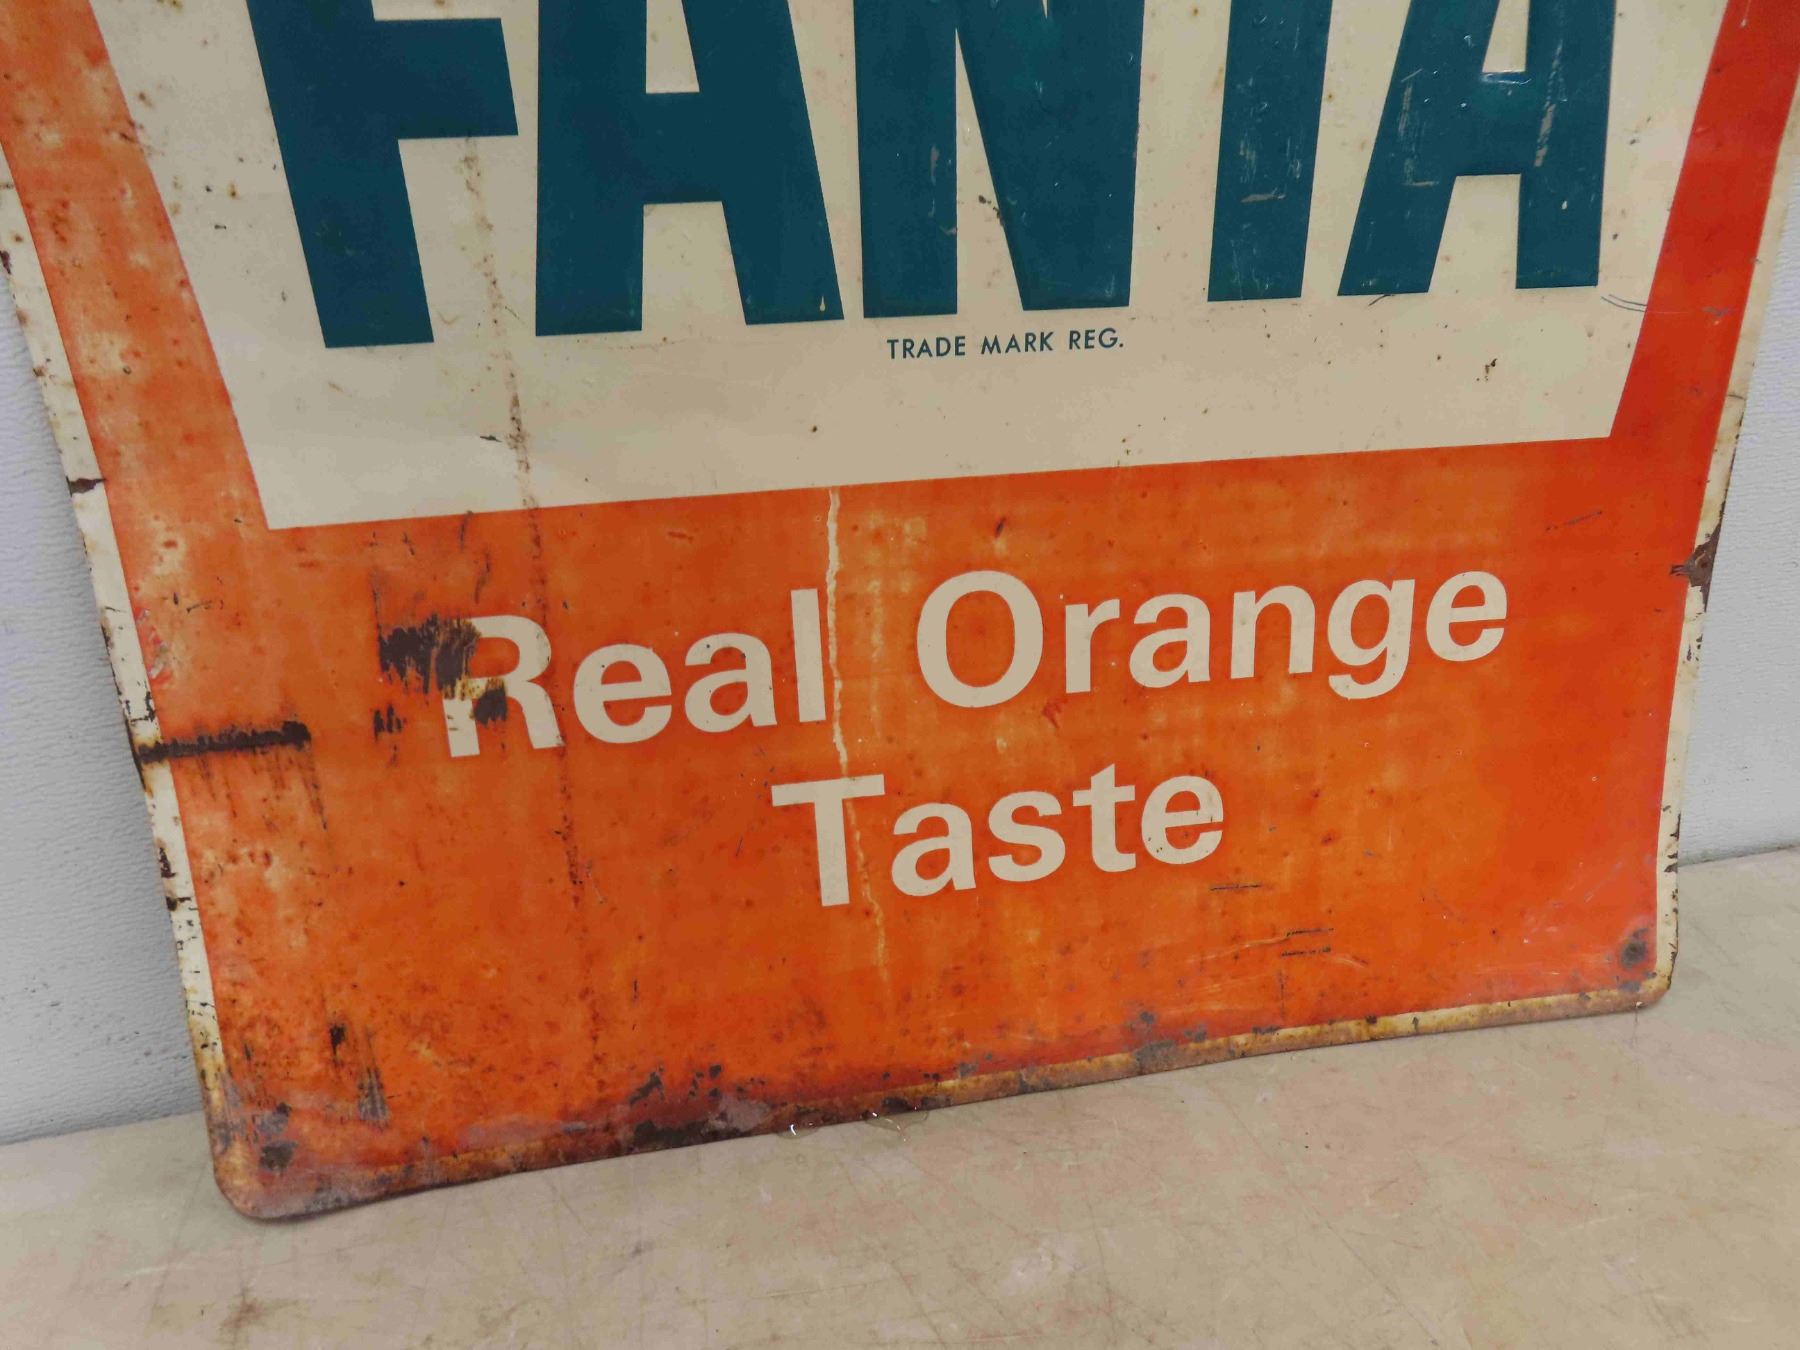 FANTA
TRADE MARK REG.
Real Orange
Taste